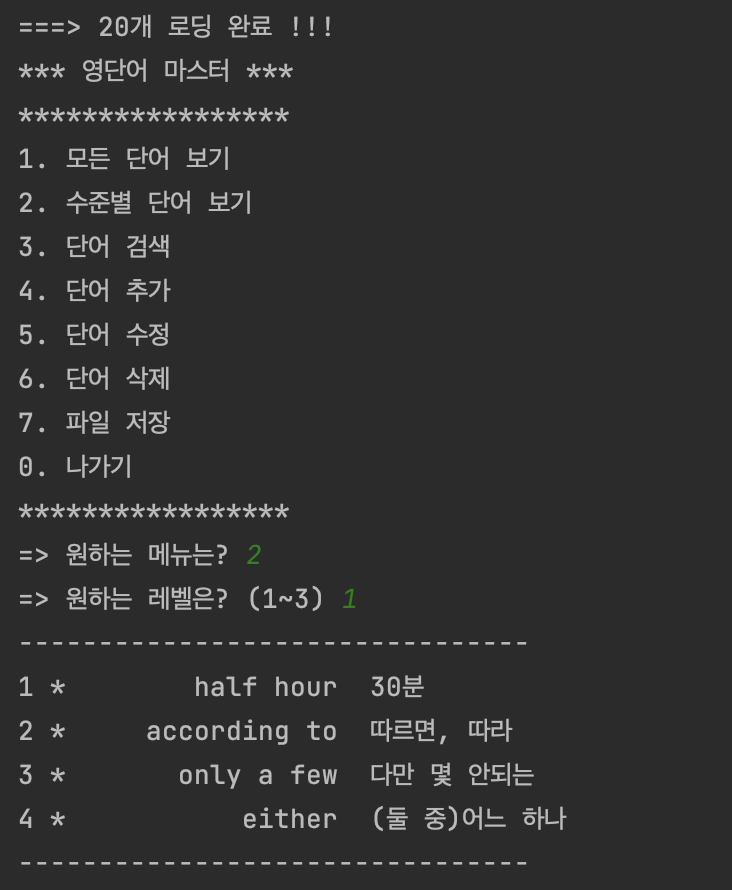 ===> 20개 로딩 완료 !!!
*** 영단어 마스터 ***
*****************
1. 모든 단어 보기
2. 수준별 단어 보기
3. 단어 검색
4. 단어 추가
5. 단어 수정
6. 단어 삭제
7. 파일 저장
0. 나가기
*****************
=> 원하는 메뉴는? 2
=> 원하는 레벨은? (1~3) 1
--------------------------------
1 *        half hour  30분
2 *     according to  따르면, 따라
3 *       only a few  다만 몇 안되는
4 *           either  (둘 중)어느 하나
--------------------------------